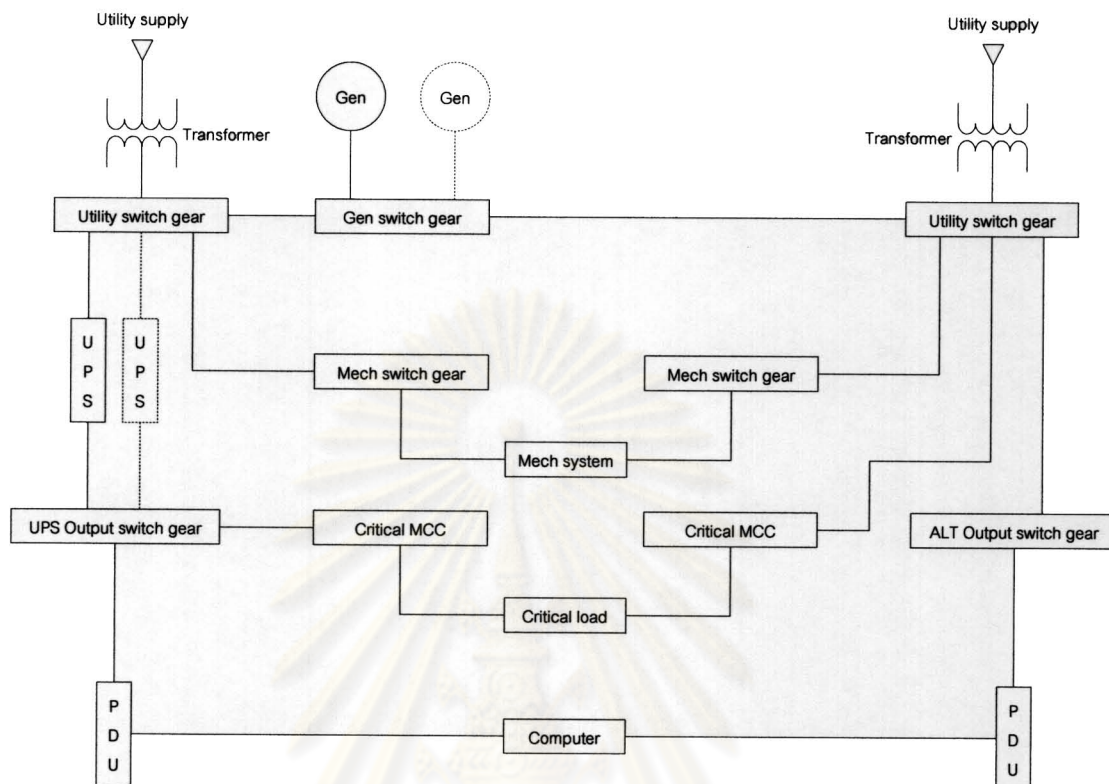 Utility supply
Utility supply
Gen
Gen
Transformer
Transformer
Utility switch gear
Gen switch gear
Utility switch gear
U
P
S
U
P
S
Mech switch gear
Mech switch gear
Mech system
UPS Output switch gear
Critical MCC
Critical MCC
ALT Output switch gear
Critical load
P
D
U
Computer
P
D
U